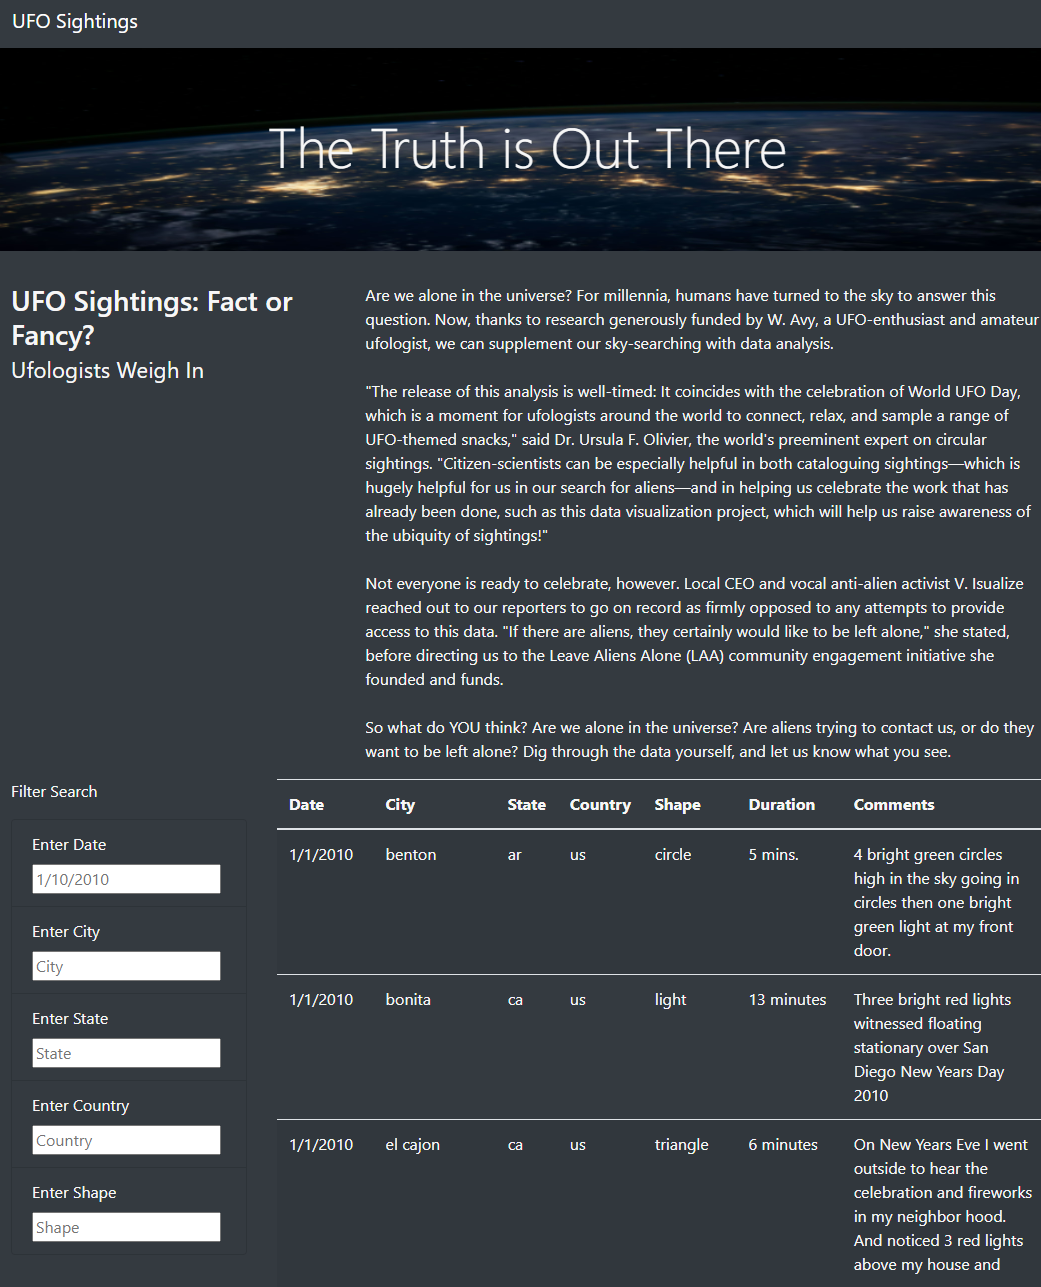 UFO Sightings
The Truth is Out There
UFO Sightings: Fact or
Fancy?
Ufologists Weigh In
Are we alone in the universe? For millennia, humans have turned to the sky to answer this
question. Now, thanks to research generously funded by W. Avy, a UFO-enthusiast and amateur
ufologist, we can supplement our sky-searching with data analysis.
"The release of this analysis is well-timed: It coincides with the celebration of World UFO Day,
which is a moment for ufologists around the world to connect, relax, and sample a range of
UFO-themed snacks," said Dr. Ursula F. Olivier, the world's preeminent expert on circular
sightings. "Citizen-scientists can be especially helpful in both cataloguing sightings—which is
hugely helpful for us in our search for aliens—and in helping us celebrate the work that has
already been done, such as this data visualization project, which will help us raise awareness of
the ubiquity of sightings!"
Not everyone is ready to celebrate, however. Local CEO and vocal anti-alien activist V. Isualize
reached out to our reporters to go on record as firmly opposed to any attempts to provide
access to this data. "If there are aliens, they certainly would like to be left alone," she stated,
before directing us to the Leave Aliens Alone (LAA) community engagement initiative she
founded and funds.
So what do YOU think? Are we alone in the universe? Are aliens trying to contact us, or do they
want to be left alone? Dig through the data yourself, and let us know what you see.
Filter Search
Enter Date
1/10/2010
Enter City
City
Enter State
State
Enter Country
Country
Enter Shape
Shape
Date City State Country Shape Duration Comments
1/1/2010 benton ar us circle 5 mins. 4 bright green circles
high in the sky going in
circles then one bright
green light at my front
door.
1/1/2010 bonita ca us light 13 minutes Three bright red lights
witnessed floating
stationary over San
Diego New Years Day
2010
1/1/2010 el cajon ca us triangle 6 minutes On New Years Eve I went
outside to hear the
celebration and fireworks
in my neighbor hood.
And noticed 3 red lights
above my house and